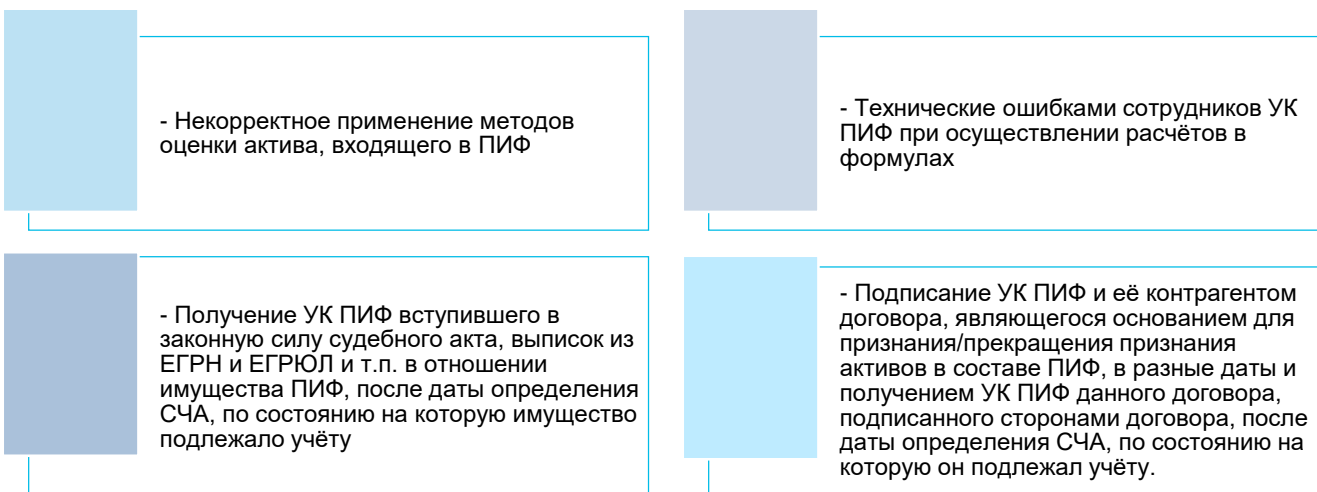 - Некорректное применение методов
оценки актива, входящего в ПИФ
- Технические ошибками сотрудников УК
ПИФ при осуществлении расчётов в
формулах
- Получение УК ПИФ вступившего в
законную силу судебного акта, выписок из
ЕГРН и ЕГРЮЛ и т.п. в отношении
имущества ПИФ, после даты определения
СЧА, по состоянию на которую имущество
подлежало учёту
- Подписание УК ПИФ и её контрагентом
договора, являющегося основанием для
признания/прекращения признания
активов в составе ПИФ, в разные даты и
получением УК ПИФ данного договора,
подписанного сторонами договора, после
даты определения СЧА, по состоянию на
которую он подлежал учёту.